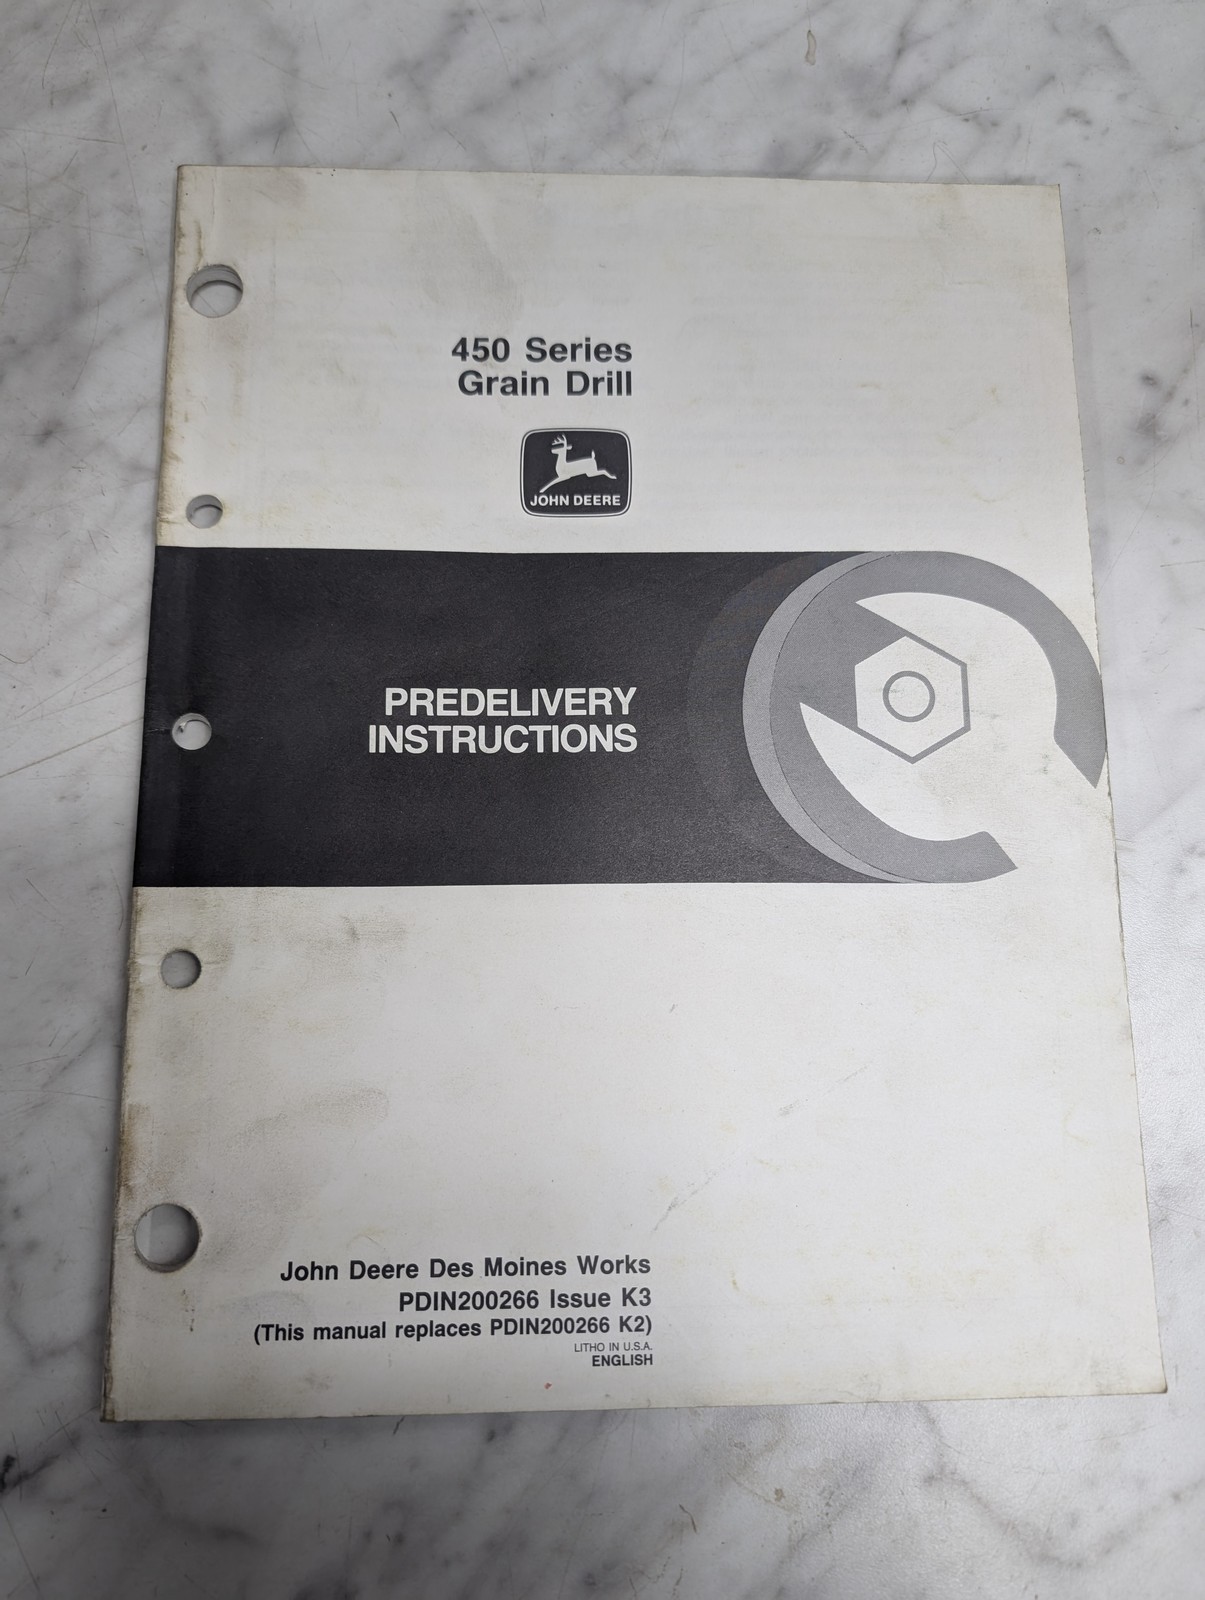 450 Series
Grain Drill
JOHN DEERE
PREDELIVERY
INSTRUCTIONS
John Deere Des Moines Works
PDIN200266 Issue K3
(This manual replaces PDIN200266 K2)
LITHO IN U.S.A.
ENGLISH